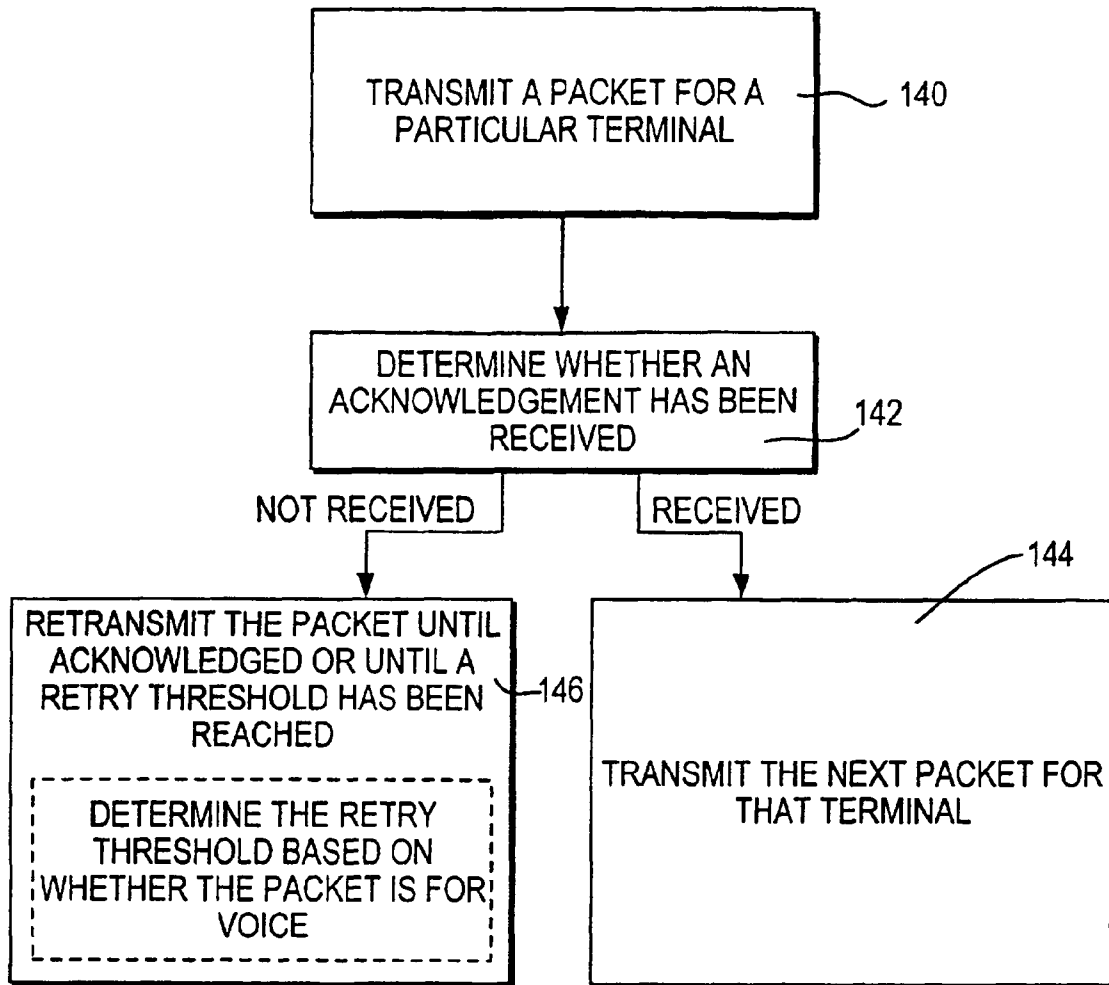 TRANSMIT A PACKET FOR A
PARTICULAR TERMINAL
140
DETERMINE WHETHER AN
ACKNOWLEDGEMENT HAS BEEN
RECEIVED
142
NOT RECEIVED
RECEIVED
144
RETRANSMIT THE PACKET UNTIL
ACKNOWLEDGED OR UNTIL A
RETRY THRESHOLD HAS BEEN
REACHED
146
DETERMINE THE RETRY
THRESHOLD BASED ON
WHETHER THE PACKET IS FOR
VOICE
TRANSMIT THE NEXT PACKET FOR
THAT TERMINAL